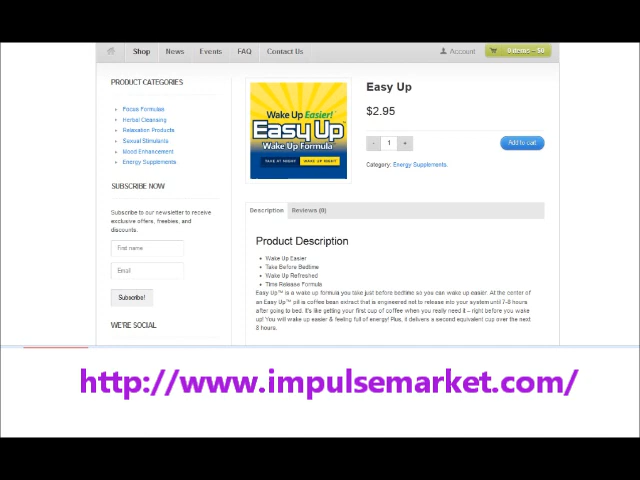 Shop News Events FAQ Contact Us Account 0 items - $0
PRODUCT CATEGORIES
Focus Formulas
Herbal Cleansing
Relaxation Products
Sexual Stimulants
Mood Enhancement
Energy Supplements
SUBSCRIBE NOW
Subscribe to our newsletter to receive
exclusive offers, freebies, and
discounts.
First name
Email
Subscribe!
WE'RE SOCIAL
Wake Up Easier!
Easy Up
Wake Up Formula
TAKE AT NIGHT WAKE UP RIGHT
Easy Up
$2.95
- 1 +
Add to cart
Category: Energy Supplements.
Description Reviews (0)
Product Description
Wake Up Easier
Take Before Bedtime
Wake Up Refreshed
Time Release Formula
Easy Up™ is a wake up formula you take just before bedtime so you can wake up easier. At the center of
an Easy Up™ pill is coffee bean extract that is engineered not to release into your system until 7-8 hours
after going to bed. It's like getting your first cup of coffee when you really need it – right before you wake
up! You will wake up easier & feeling full of energy! Plus, it delivers a second equivalent cup over the next
8 hours.
http://www.impulsemarket.com/